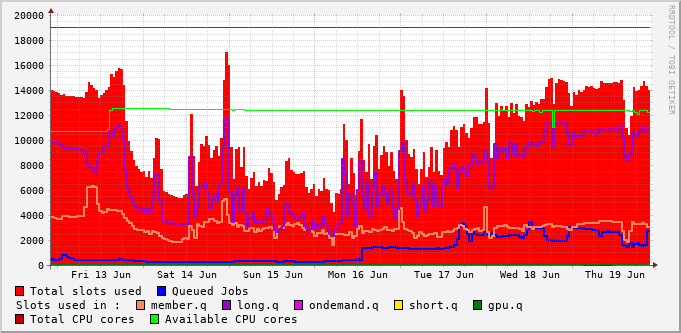 RRDTOOL / TOBI OETIKER
20000
18000
16000
14000
12000
10000
8000
6000
4000
2000
0
Fri 13 Jun Sat 14 Jun Sun 15 Jun Mon 16 Jun Tue 17 Jun Wed 18 Jun Thu 19 Jun
Total slots used Queued Jobs
Slots used in : member.q long.q ondemand.q short.q gpu.q
Total CPU cores Available CPU cores